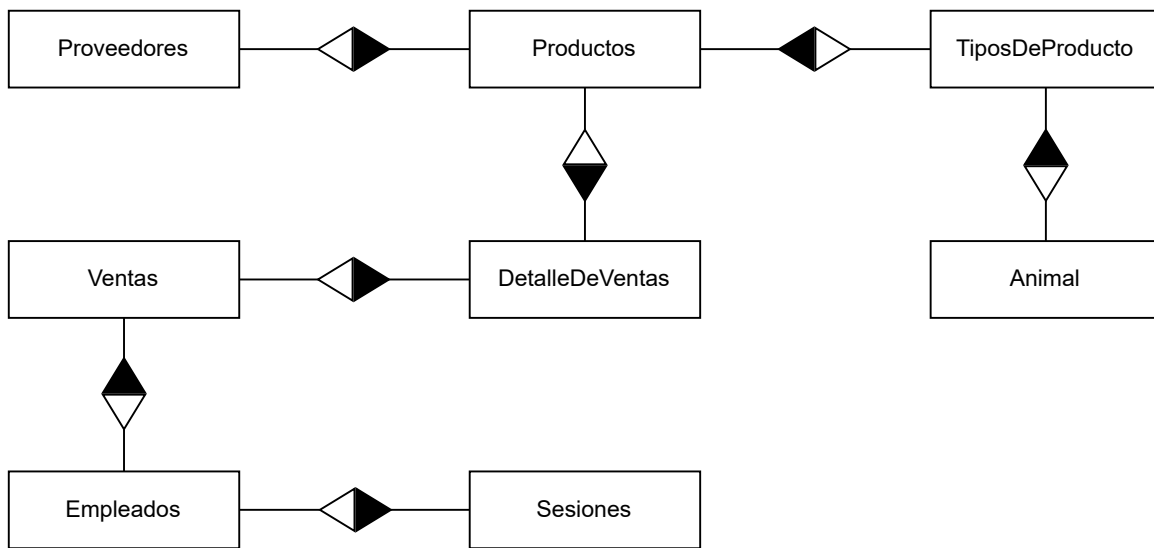 Proveedores
Productos
TiposDeProducto
Ventas
DetalleDeVentas
Animal
Empleados
Sesiones